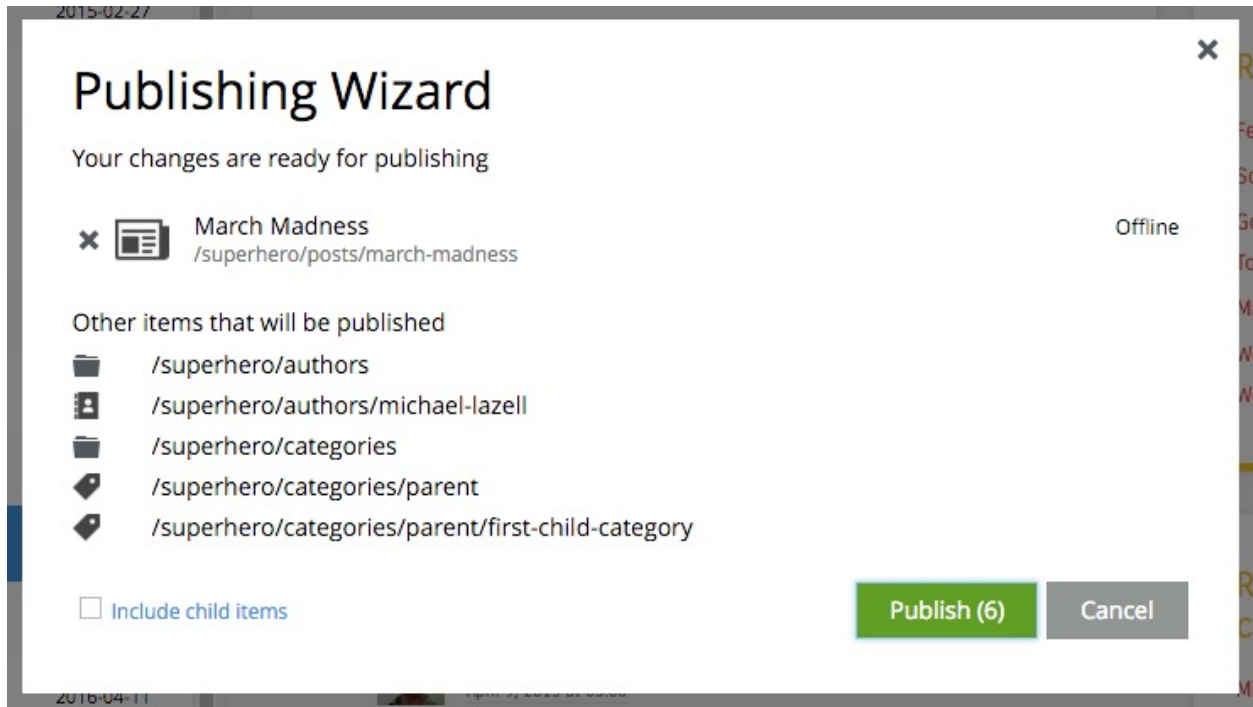 2015-02-27
Publishing Wizard
Your changes are ready for publishing
March Madness
Offline
/superhero/posts/march-madness
Other items that will be published
/superhero/authors
/superhero/authors/michael-lazell
/superhero/categories
/superhero/categories/parent
/superhero/categories/parent/first-child-category
Include child items
Publish (6)
Cancel
2016-04-11